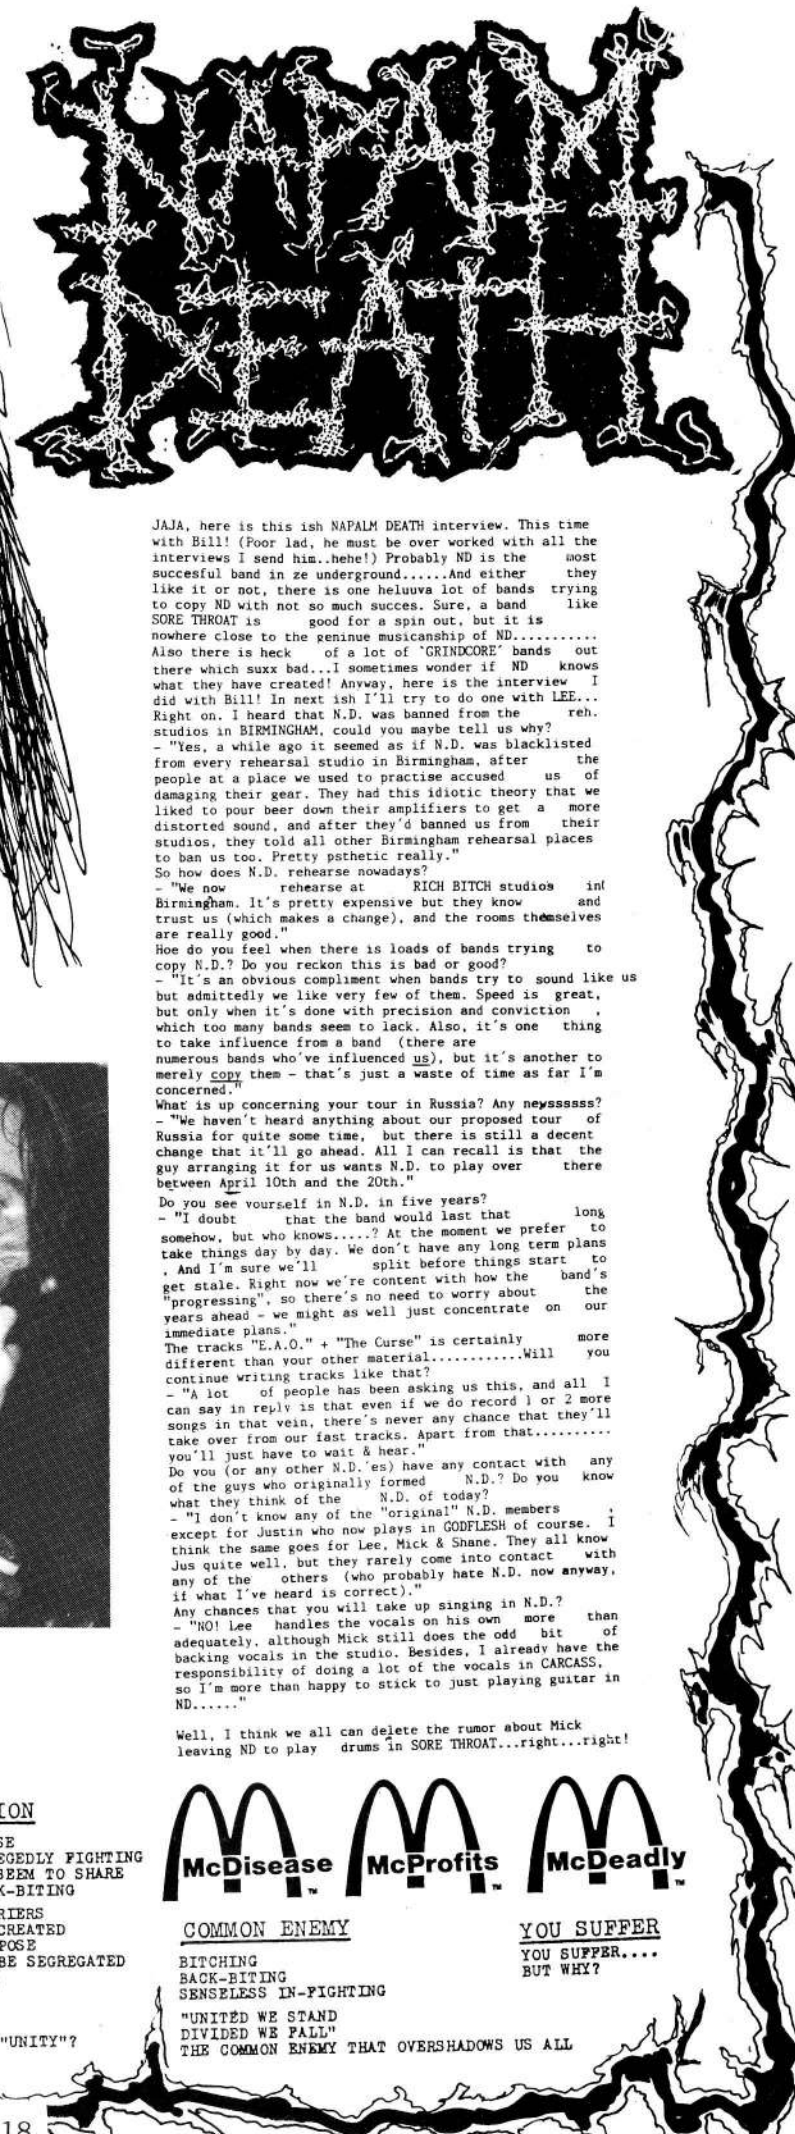 NAPALM
DEATH
JAJA, here is this ish NAPALM DEATH interview. This time
with Bill! (Poor lad, he must be over worked with all the
interviews I send him..hehe!) Probably ND is the most
succesful band in ze underground......And either they
like it or not, there is one heluuva lot of bands trying
to copy ND with not so much succes. Sure, a band like
SORE THROAT is good for a spin out, but it is
nowhere close to the geninue musicanship of ND...........
Also there is heck of a lot of `GRINDCORE´ bands out
there which suxx bad...I sometimes wonder if ND knows
what they have created! Anyway, here is the interview I
did with Bill! In next ish I'll try to do one with LEE...
Right on. I heard that N.D. was banned from the reh.
studios in BIRMINGHAM, could you maybe tell us why?
- "Yes, a while ago it seemed as if N.D. was blacklisted
from every rehearsal studio in Birmingham, after the
people at a place we used to practise accused us of
damaging their gear. They had this idiotic theory that we
liked to pour beer down their amplifiers to get a more
distorted sound, and after they'd banned us from their
studios, they told all other Birmingham rehearsal places
to ban us too. Pretty psthetic really."
So how does N.D. rehearse nowadays?
- "We now rehearse at RICH BITCH studios in
Birmingham. It's pretty expensive but they know and
trust us (which makes a change), and the rooms themselves
are really good."
Hoe do you feel when there is loads of bands trying to
copy N.D.? Do you reckon this is bad or good?
- "It's an obvious compliment when bands try to sound like us
but admittedly we like very few of them. Speed is great,
but only when it's done with precision and conviction ,
which too many bands seem to lack. Also, it's one thing
to take influence from a band (there are
numerous bands who've influenced us), but it's another to
merely copy them - that's just a waste of time as far I'm
concerned."
What is up concerning your tour in Russia? Any neyssssss?
- "We haven't heard anything about our proposed tour of
Russia for quite some time, but there is still a decent
change that it'll go ahead. All I can recall is that the
guy arranging it for us wants N.D. to play over there
between April 10th and the 20th."
Do you see yourself in N.D. in five years?
- "I doubt that the band would last that long
somehow, but who knows.....? At the moment we prefer to
take things day by day. We don't have any long term plans
, And I'm sure we'll split before things start to
get stale. Right now we're content with how the band's
"progressing", so there's no need to worry about the
years ahead - we might as well just concentrate on our
immediate plans."
The tracks "E.A.O." + "The Curse" is certainly more
different than your other material............Will you
continue writing tracks like that?
- "A lot of people has been asking us this, and all I
can say in reply is that even if we do record 1 or 2 more
songs in that vein, there's never any chance that they'll
take over from our fast tracks. Apart from that..........
you'll just have to wait & hear."
Do you (or any other N.D.´es) have any contact with any
of the guys who originally formed N.D.? Do you know
what they think of the N.D. of today?
- "I don't know any of the "original" N.D. members ,
except for Justin who now plays in GODFLESH of course. I
think the same goes for Lee, Mick & Shane. They all know
Jus quite well, but they rarely come into contact with
any of the others (who probably hate N.D. now anyway,
if what I've heard is correct)."
Any chances that you will take up singing in N.D.?
- "NO! Lee handles the vocals on his own more than
adequately, although Mick still does the odd bit of
backing vocals in the studio. Besides, I already have the
responsibility of doing a lot of the vocals in CARCASS,
so I'm more than happy to stick to just playing guitar in
ND......"
Well, I think we all can delete the rumor about Mick
leaving ND to play drums in SORE THROAT...right...right!
McDisease™ McProfits™ McDeadly™
ION
SE
EGEDLY FIGHTING
SEEM TO SHARE
K-BITING
RIERS
CREATED
POSE
BE SEGREGATED
"UNITY"?
COMMON ENEMY
BITCHING
BACK-BITING
SENSELESS IN-FIGHTING
"UNITED WE STAND
DIVIDED WE FALL"
THE COMMON ENEMY THAT OVERSHADOWS US ALL
YOU SUFFER
YOU SUFFER....
BUT WHY?
18